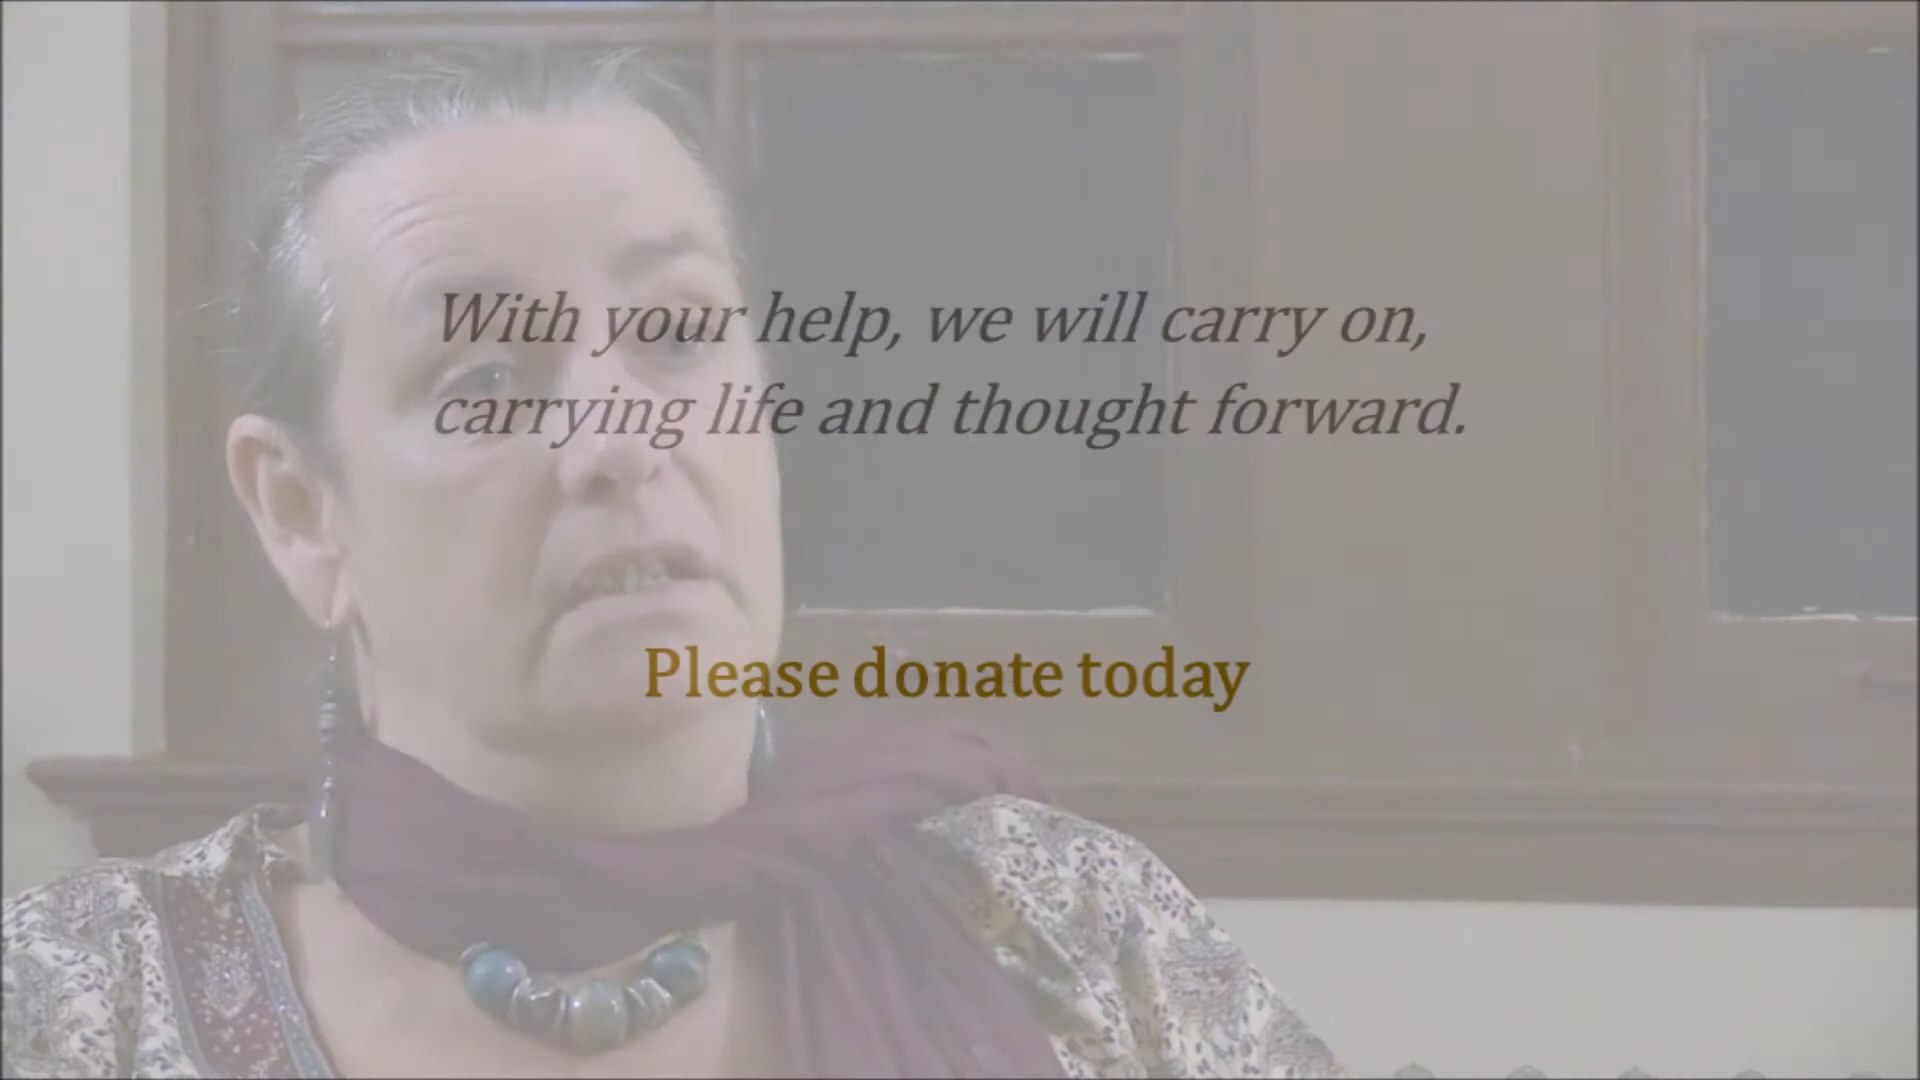 With your help, we will carry on,
carrying life and thought forward.
Please donate today